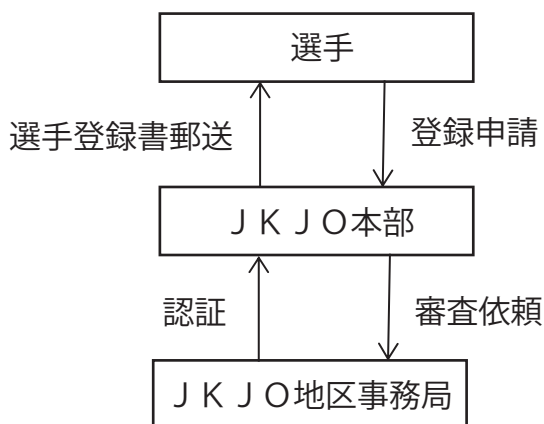 選手
選手登録書郵送
登録申請
ＪＫＪＯ本部
認証
審査依頼
ＪＫＪＯ地区事務局